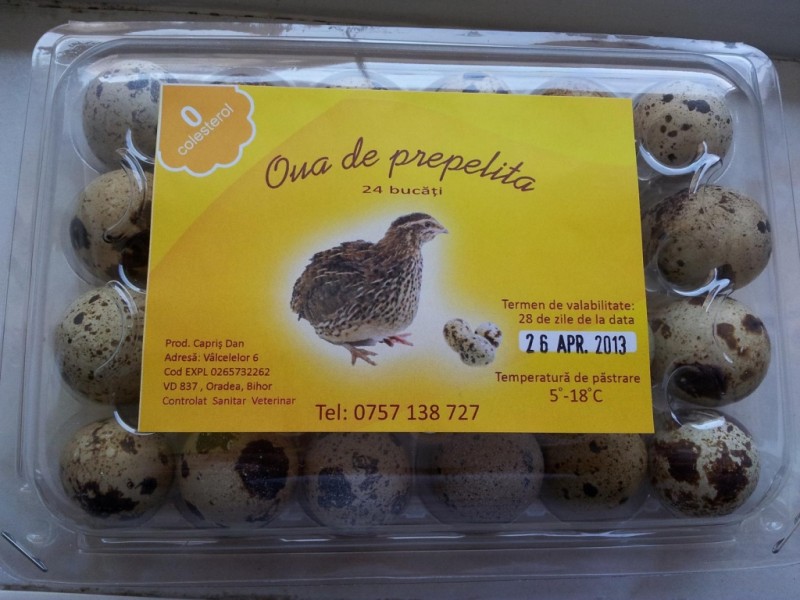 0
colesterol
Oua de prepelita
24 bucăți
Termen de valabilitate:
28 de zile de la data
26 APR. 2013
Temperatură de păstrare
5°-18°C
Prod. Capriș Dan
Adresă: Vâlcelelor 6
Cod EXPL 0265732262
VD 837 , Oradea, Bihor
Controlat Sanitar Veterinar
Tel: 0757 138 727